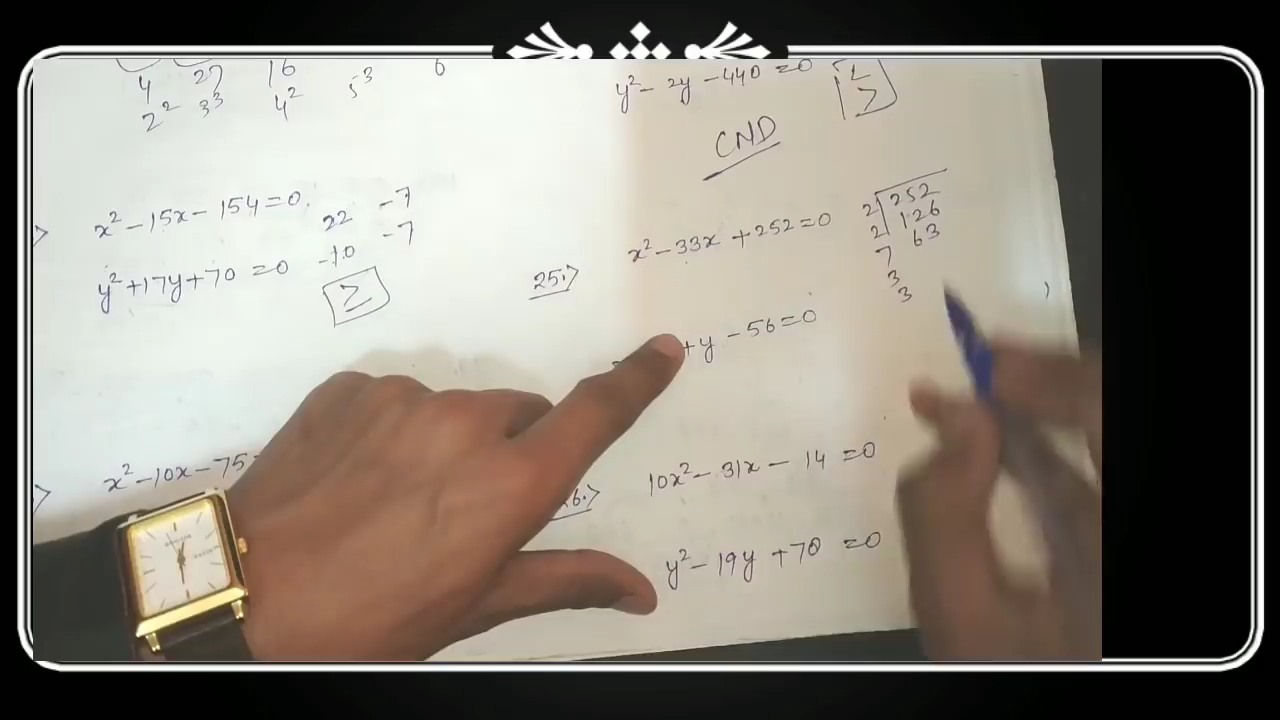 4 27 16 6
2² 3³ 4² 5³
x² - 15x - 154 = 0.
22 -7
y² + 17y + 70 = 0
-10 -7
≥
x² - 10x - 75
y² - 2y - 440 = 0
CND
25.>
x² - 33x + 252 = 0
+ y - 56 = 0
2 252
2 126
7 63
3
3
26.>
10x² - 31x - 14 = 0
y² - 19y + 70 = 0